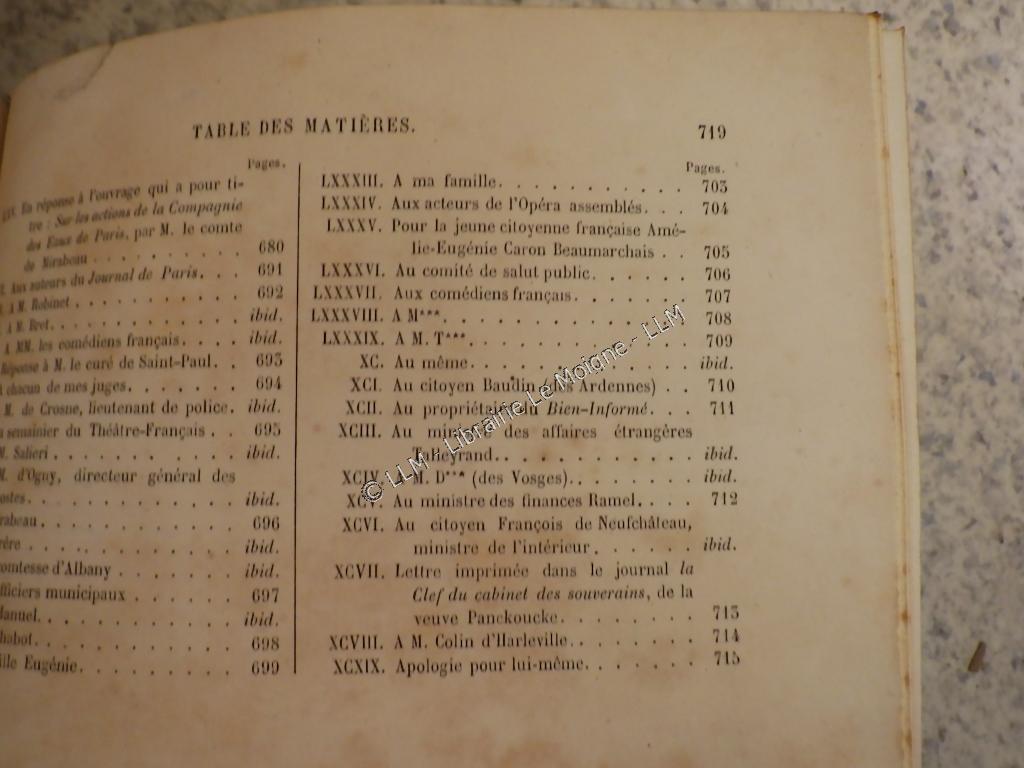 TABLE DES MATIÈRES.
719
Pages.
En réponse à l'ouvrage qui a pour ti-
tre : Sur les actions de la Compagnie
des Eaux de Paris, par M. le comte
de Mirabeau . . . . . . . . . . 680
Aux auteurs du Journal de Paris. . . 691
A M. Robinet . . . . . . . . . . . 692
A M. Bret. . . . . . . . . . . . . ibid.
A MM. les comédiens français. . . . ibid.
Réponse à M. le curé de Saint-Paul. . 693
A chacun de mes juges. . . . . . . . 694
M. de Crosne, lieutenant de police. ibid.
semainier du Théâtre-Français . . 695
M. Salieri . . . . . . . . . . . . ibid.
M. d'Ogny, directeur général des
postes. . . . . . . . . . . . . . ibid.
rabeau. . . . . . . . . . . . . . 696
rère . . . . . . . . . . . . . . ibid.
comtesse d'Albany . . . . . . . . ibid.
officiers municipaux . . . . . . . 697
Manuel. . . . . . . . . . . . . . ibid.
habot. . . . . . . . . . . . . . 698
ille Eugénie. . . . . . . . . . . 699
Pages.
LXXXIII. A ma famille. . . . . . . . . . . 703
LXXXIV. Aux acteurs de l'Opéra assemblés. . . 704
LXXXV. Pour la jeune citoyenne française Amé-
lie-Eugénie Caron Beaumarchais . . 705
LXXXVI. Au comité de salut public. . . . . . 706
LXXXVII. Aux comédiens français. . . . . . . 707
LXXXVIII. A M***. . . . . . . . . . . . . . 708
LXXXIX. A M. T***. . . . . . . . . . . . . 709
XC. Au même. . . . . . . . . . . . . . ibid.
XCI. Au citoyen Baudin (des Ardennes) . . 710
XCII. Au propriétaire du Bien-Informé. . . 711
XCIII. Au ministre des affaires étrangères
Talleyrand. . . . . . . . . . . . ibid.
XCIV. A M. D*** (des Vosges). . . . . . . ibid.
XCV. Au ministre des finances Ramel. . . . 712
XCVI. Au citoyen François de Neufchâteau,
ministre de l'intérieur. . . . . . ibid.
XCVII. Lettre imprimée dans le journal la
Clef du cabinet des souverains, de la
veuve Panckoucke. . . . . . . . . 713
XCVIII. A M. Colin d'Harleville. . . . . . . 714
XCXIX. Apologie pour lui-même. . . . . . . 715
© LLM - Librairie Le Moigne - LLM